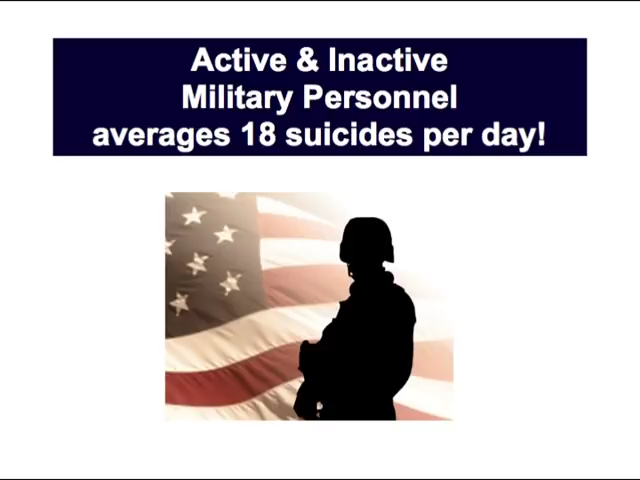 Active & Inactive
Military Personnel
averages 18 suicides per day!